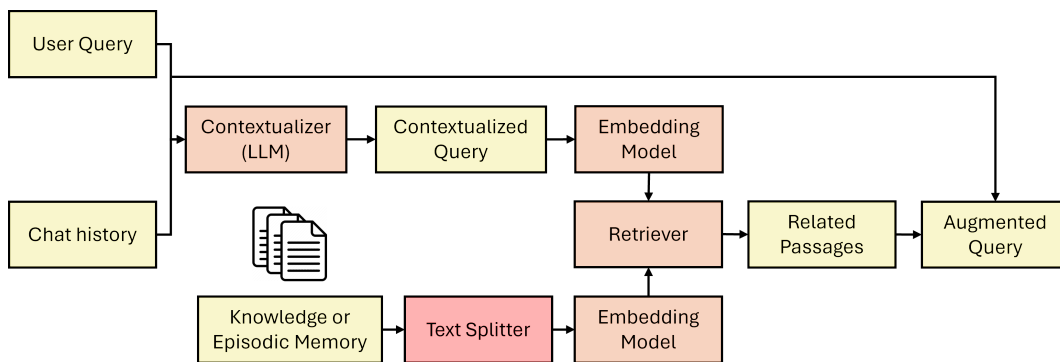 User Query
Contextualizer
(LLM)
Contextualized
Query
Embedding
Model
Chat history
Retriever
Related
Passages
Augmented
Query
Knowledge or
Episodic Memory
Text Splitter
Embedding
Model